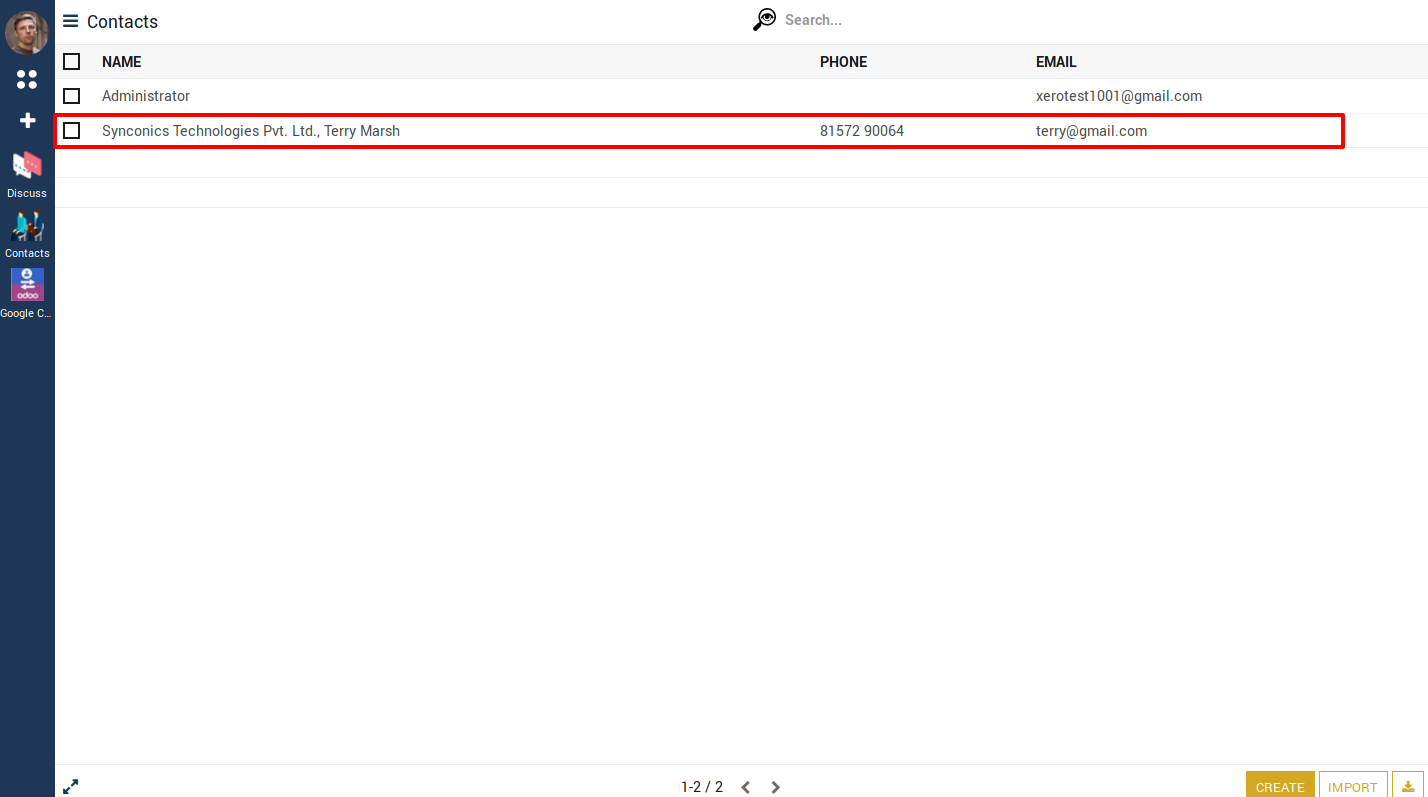 Contacts
Search...
NAME PHONE EMAIL
Administrator xerotest1001@gmail.com
Synconics Technologies Pvt. Ltd., Terry Marsh 81572 90064 terry@gmail.com
Discuss
Contacts
odoo
Google C...
1-2 / 2
CREATE IMPORT